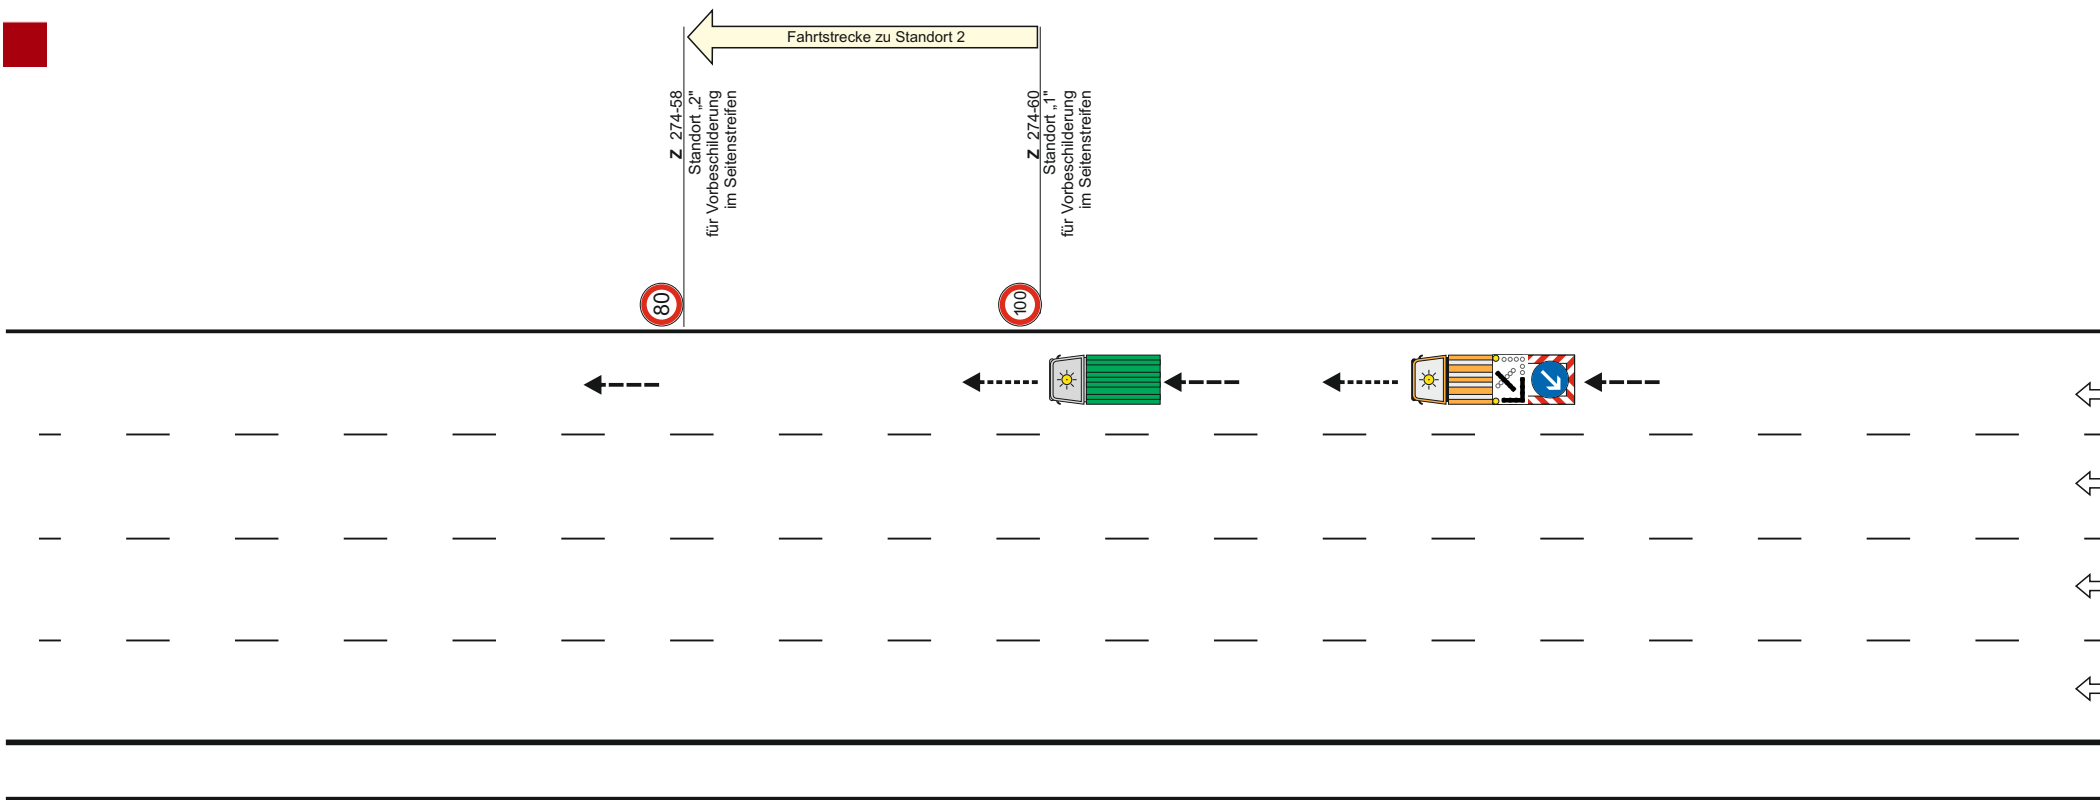 Fahrtstrecke zu Standort 2
Z 274-58
Standort „2"
für Vorbeschilderung
im Seitenstreifen
Z 274-60
Standort „1"
für Vorbeschilderung
im Seitenstreifen
80
100